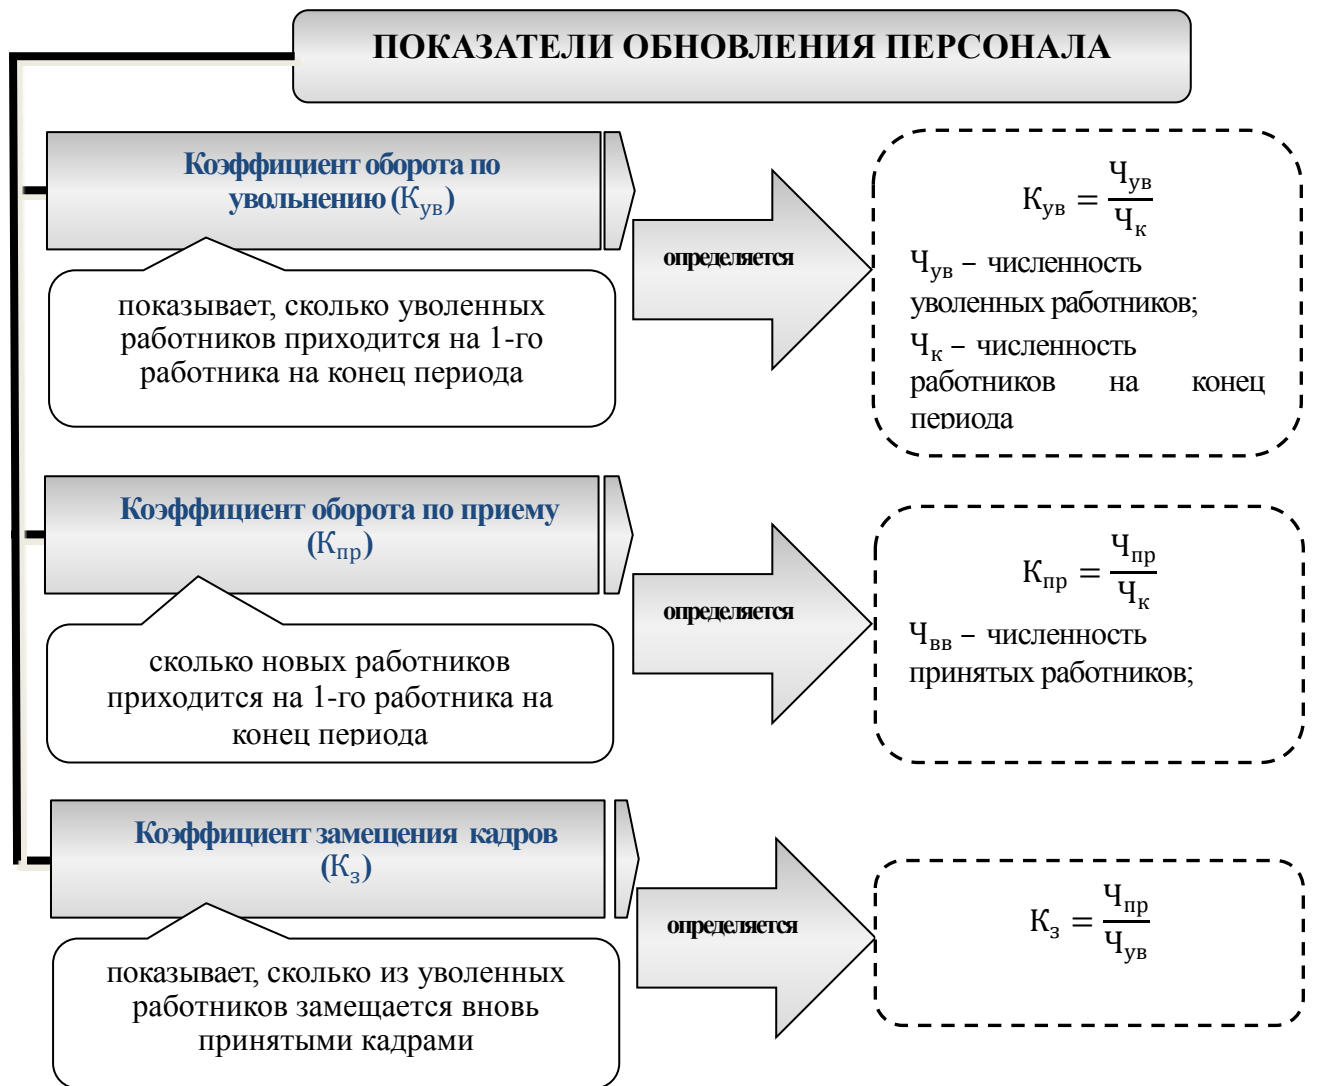 ПОКАЗАТЕЛИ ОБНОВЛЕНИЯ ПЕРСОНАЛА
Коэффициент оборота по
увольнению (Кув)
показывает, сколько уволенных
работников приходится на 1-го
работника на конец периода
определяется
Кув = Чув / Чк
Чув – численность
уволенных работников;
Чк – численность
работников на конец
периода
Коэффициент оборота по приему
(Кпр)
сколько новых работников
приходится на 1-го работника на
конец периода
определяется
Кпр = Чпр / Чк
Чвв – численность
принятых работников;
Коэффициент замещения кадров
(Кз)
показывает, сколько из уволенных
работников замещается вновь
принятыми кадрами
определяется
Кз = Чпр / Чув